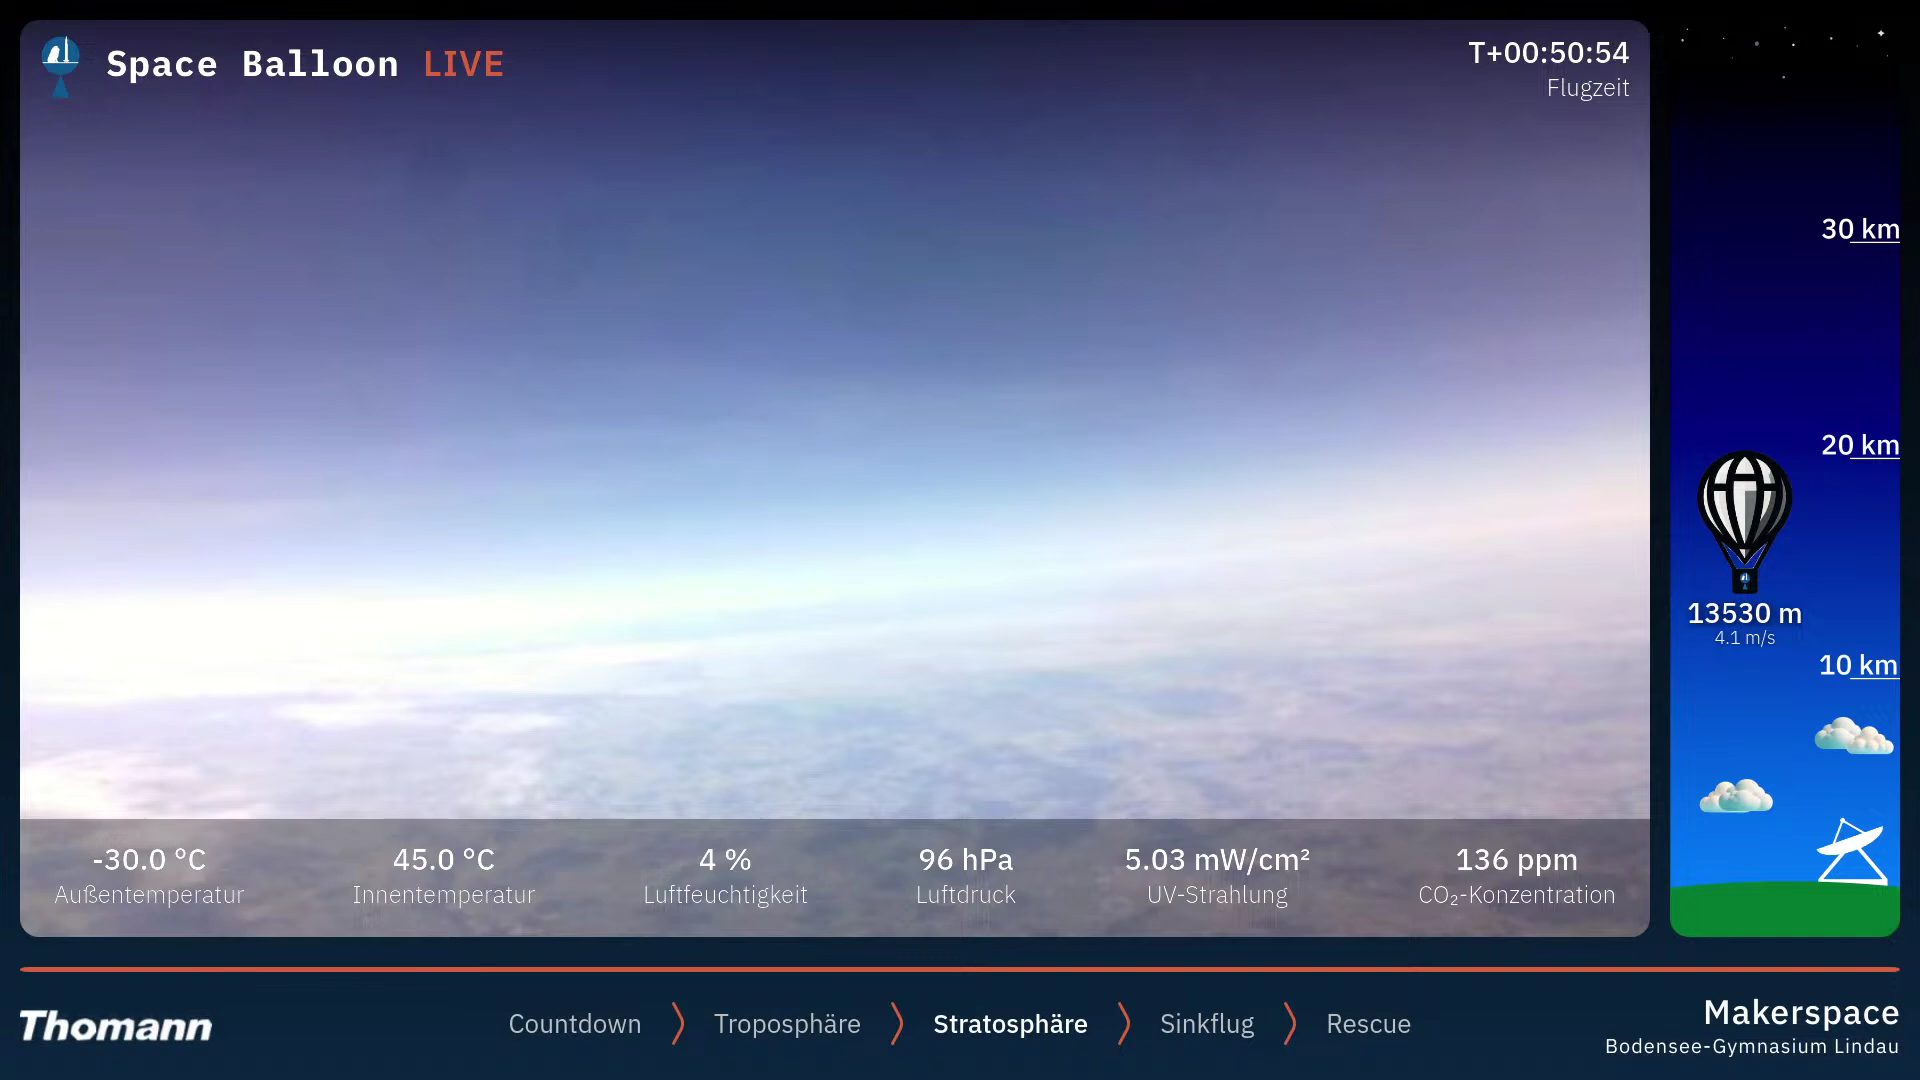 Space Balloon LIVE
T+00:50:54
Flugzeit
30 km
20 km
13530 m
4.1 m/s
10 km
-30.0 °C
Außentemperatur
45.0 °C
Innentemperatur
4 %
Luftfeuchtigkeit
96 hPa
Luftdruck
5.03 mW/cm²
UV-Strahlung
136 ppm
CO₂-Konzentration
Thomann
Countdown
Troposphäre
Stratosphäre
Sinkflug
Rescue
Makerspace
Bodensee-Gymnasium Lindau